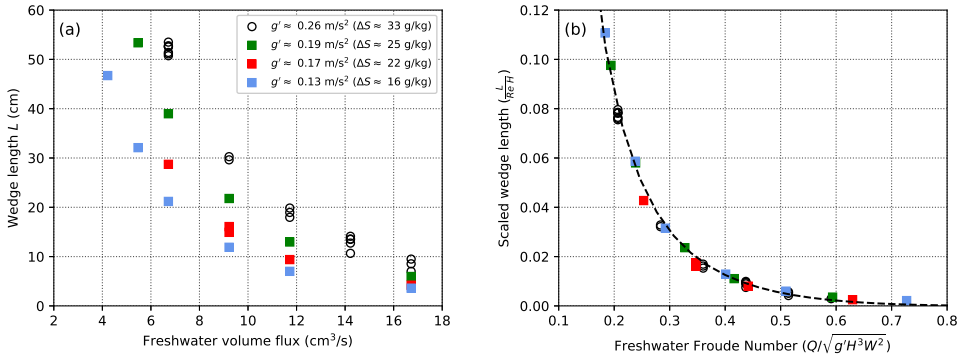 (a)
g′ ≈ 0.26 m/s² (ΔS ≈ 33 g/kg)
g′ ≈ 0.19 m/s² (ΔS ≈ 25 g/kg)
g′ ≈ 0.17 m/s² (ΔS ≈ 22 g/kg)
g′ ≈ 0.13 m/s² (ΔS ≈ 16 g/kg)
Wedge length L (cm)
60
50
40
30
20
10
0
2 4 6 8 10 12 14 16 18
Freshwater volume flux (cm³/s)
(b)
Scaled wedge length (L/Re H)
0.12
0.10
0.08
0.06
0.04
0.02
0.00
0.1 0.2 0.3 0.4 0.5 0.6 0.7 0.8
Freshwater Froude Number (Q/√g′H³W²)